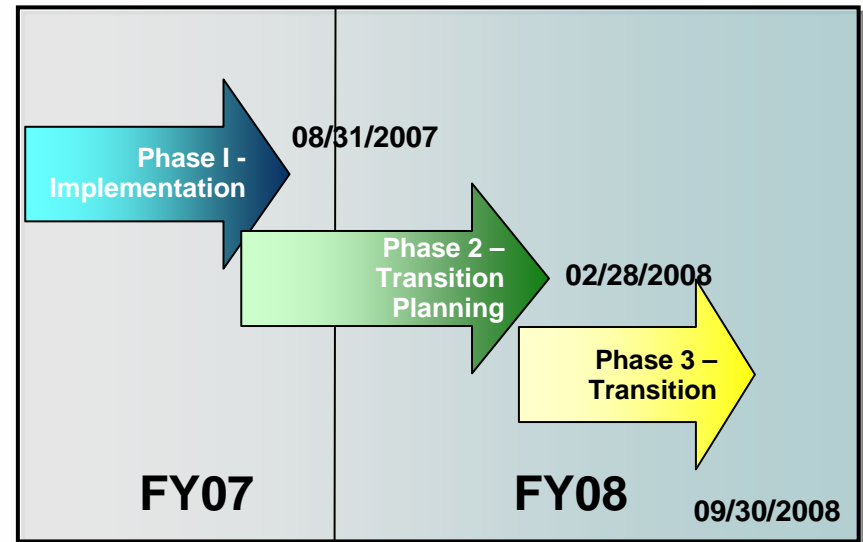 08/31/2007
Phase I -
Implementation
Phase 2 –
Transition
Planning
02/28/2008
Phase 3 –
Transition
FY07
FY08
09/30/2008